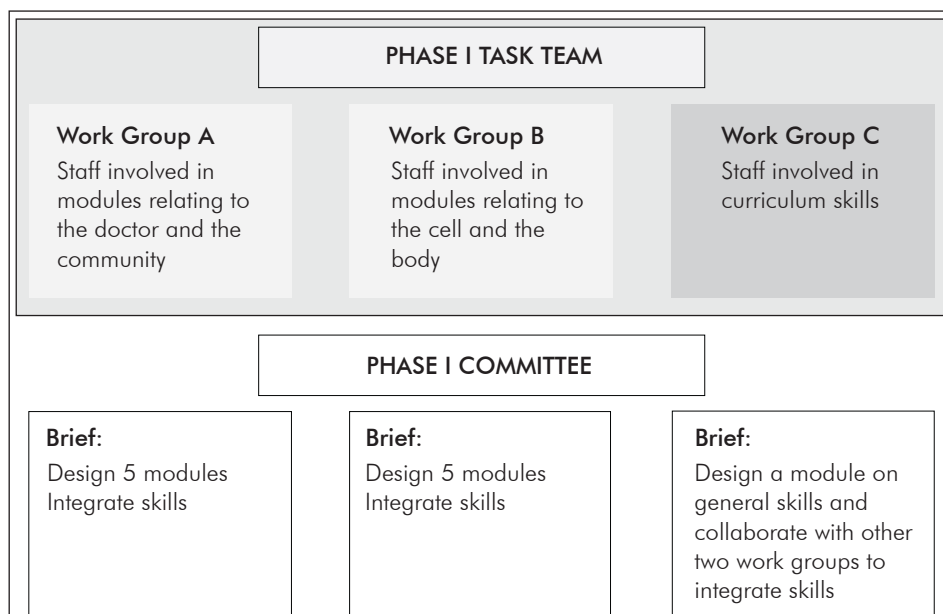 PHASE I TASK TEAM
Work Group A
Staff involved in
modules relating to
the doctor and the
community
Work Group B
Staff involved in
modules relating to
the cell and the
body
Work Group C
Staff involved in
curriculum skills
PHASE I COMMITTEE
Brief:
Design 5 modules
Integrate skills
Brief:
Design 5 modules
Integrate skills
Brief:
Design a module on
general skills and
collaborate with other
two work groups to
integrate skills